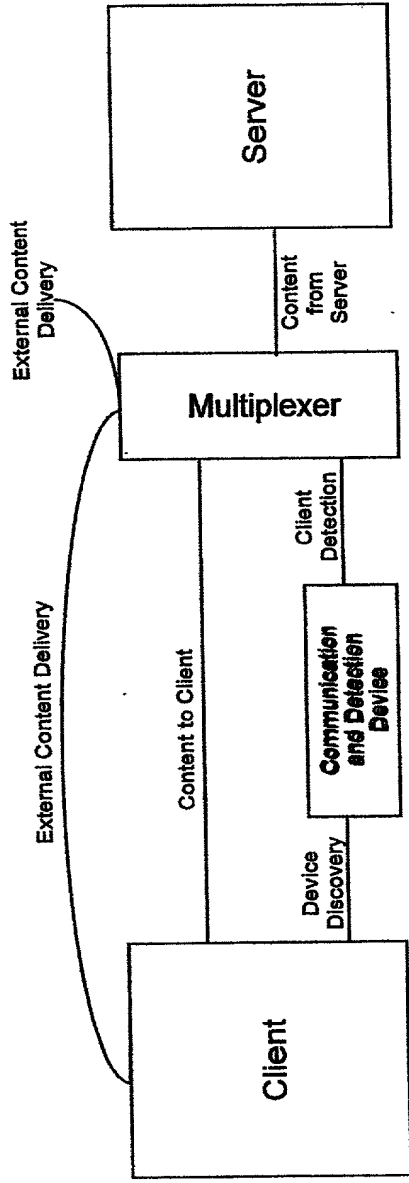 External Content
Delivery
External Content Delivery
Client
Content to Client
Device
Discovery
Communication
and Detection
Device
Client
Detection
Multiplexer
Content
from
Server
Server